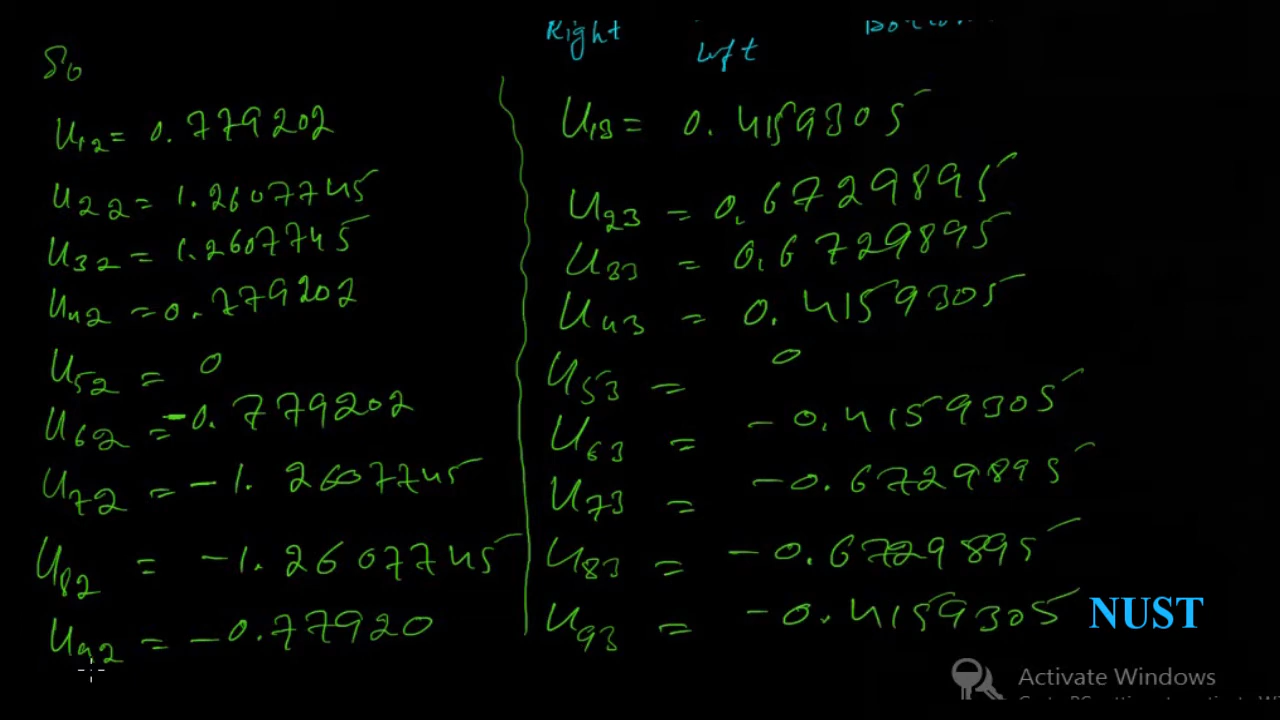 Right
Left
So
U12 = 0.779202
U22 = 1.2607745
U32 = 1.2607745
U42 = 0.779202
U52 = 0
U62 = -0.779202
U72 = -1.2607745
U82 = -1.2607745
U92 = -0.77920
U13 = 0.4159305
U23 = 0.6729895
U33 = 0.6729895
U43 = 0.4159305
U53 = 0
U63 = -0.4159305
U73 = -0.6729895
U83 = -0.6729895
U93 = -0.4159305
NUST
Activate Windows